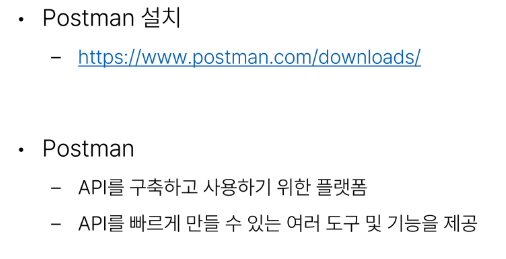 • Postman 설치
– https://www.postman.com/downloads/
• Postman
– API를 구축하고 사용하기 위한 플랫폼
– API를 빠르게 만들 수 있는 여러 도구 및 기능을 제공